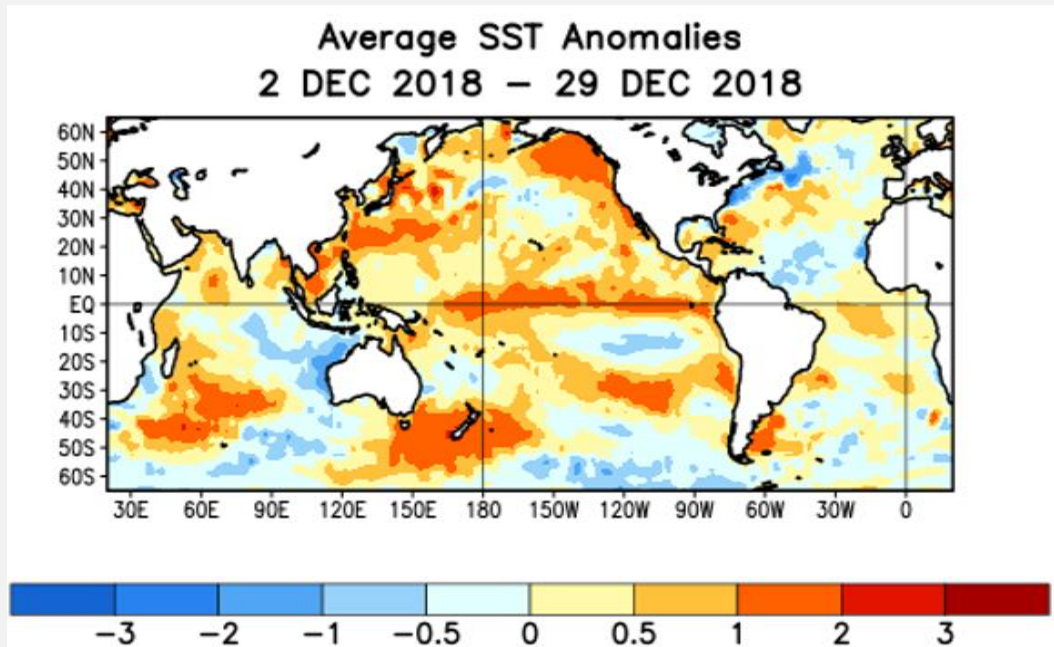 Average SST Anomalies
2 DEC 2018 – 29 DEC 2018
60N
50N
40N
30N
20N
10N
EQ
10S
20S
30S
40S
50S
60S
30E 60E 90E 120E 150E 180 150W 120W 90W 60W 30W 0
−3 −2 −1 −0.5 0 0.5 1 2 3